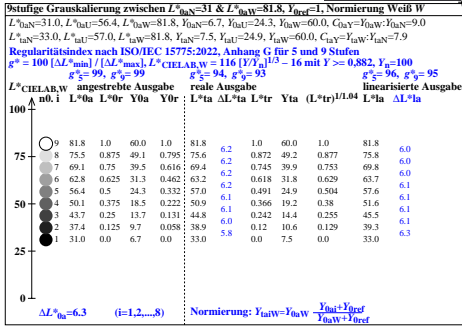 9stufige Grauskalierung zwischen L*0aN=31 & L*0aW=81.8, Y0ref=1, Normierung Weiß W
L*0aN=31.0, L*0aU=56.4, L*0aW=81.8, Y0aN=6.7, Y0aU=24.3, Y0aW=60.0, C0aY=Y0aW:Y0aN=9.0
L*taN=33.0, L*taU=57.0, L*taW=81.8, YtaN=7.5, YtaU=24.9, YtaW=60.0, CtaY=YtaW:YtaN=7.9
Regularitätsindex nach ISO/IEC 15775:2022, Anhang G für 5 und 9 Stufen
g* = 100 [ΔL*min] / [ΔL*max], L*CIELAB,W = 116 [Y/Yn]1/3 − 16 mit Y >= 0,882, Yn=100
g*5= 99, g*9= 99 g*5= 94, g*9= 93 g*5= 96, g*9= 95
L*CIELAB,W angestrebte Ausgabe reale Ausgabe linearisierte Ausgabe
n0. i L*0a L*0r Y0a Y0r L*ta ΔL*ta L*tr Yta (L*tr)1/1.04 L*la ΔL*la
100
9 81.8 1.0 60.0 1.0 81.8 1.0 60.0 1.0 81.8
6.2 6.0
8 75.5 0.875 49.1 0.795 75.6 0.872 49.2 0.877 75.8
75
6.2 6.0
7 69.1 0.75 39.5 0.616 69.4 0.745 39.9 0.753 69.8
6.2 6.0
6 62.8 0.625 31.3 0.462 63.2 0.618 31.8 0.629 63.7
6.2 6.1
5 56.4 0.5 24.3 0.332 57.0 0.491 24.9 0.504 57.6
6.1 6.0
50
4 50.1 0.375 18.5 0.222 50.9 0.366 19.2 0.38 51.6
6.1 6.1
3 43.7 0.25 13.7 0.131 44.8 0.242 14.4 0.255 45.5
6.0 6.1
2 37.4 0.125 9.7 0.058 38.9 0.12 10.6 0.129 39.3
5.8 6.3
1 31.0 0.0 6.7 0.0 33.0 0.0 7.5 0.0 33.0
25
0
ΔL*0a=6.3 (i=1,2,...,8) Normierung: YtaiW=Y0aW Y0ai+Y0ref
Y0aW+Y0ref